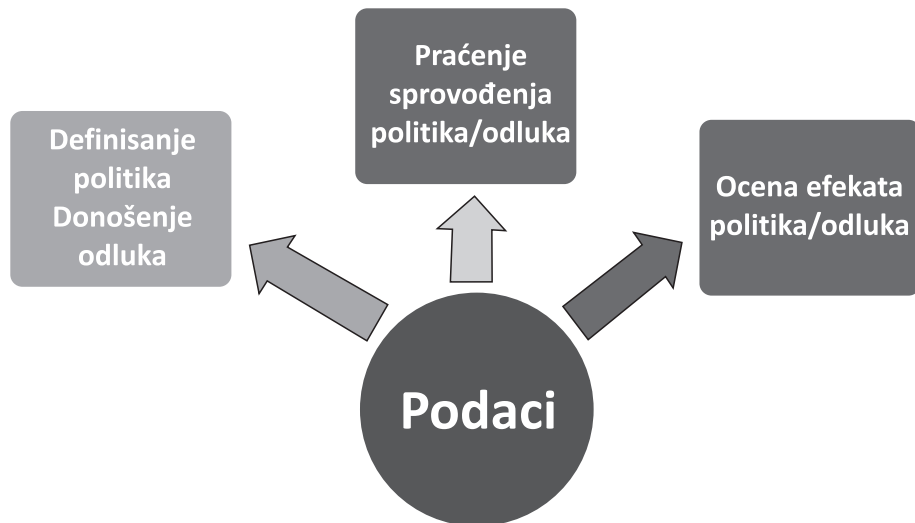 Definisanje
politika
Donošenje
odluka
Praćenje
sprovođenja
politika/odluka
Ocena efekata
politika/odluka
Podaci